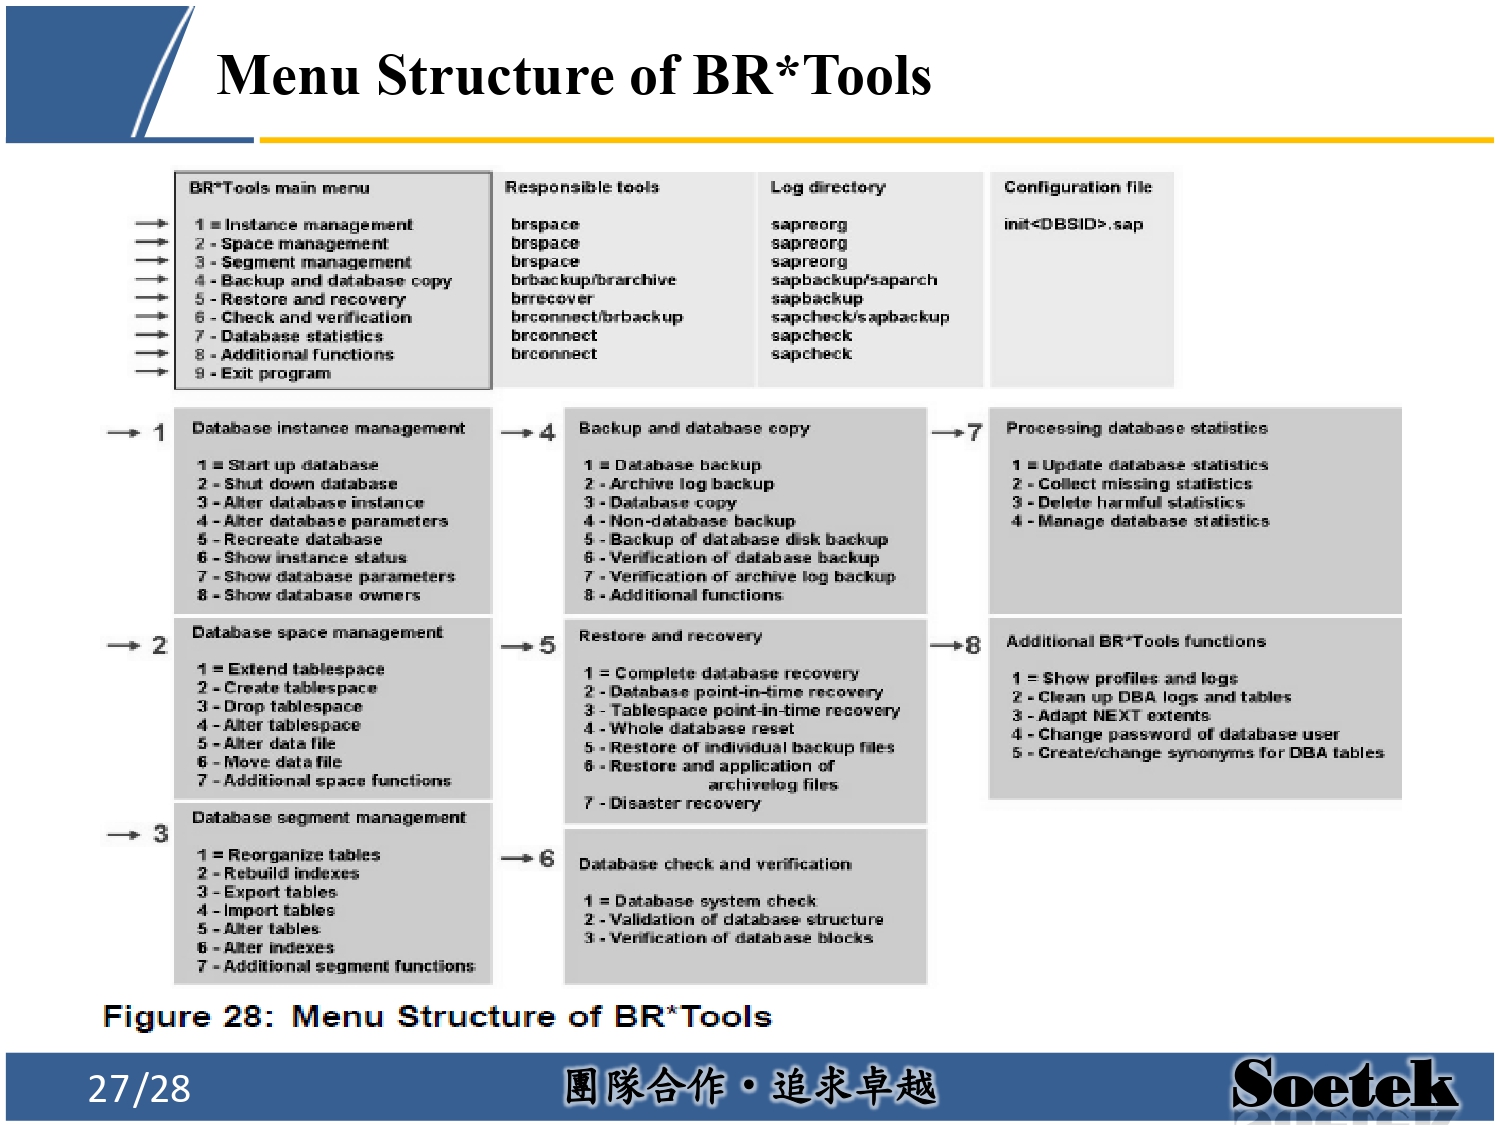 Menu Structure of BR*Tools
BR*Tools main menu
1 = Instance management
2 - Space management
3 - Segment management
4 - Backup and database copy
5 - Restore and recovery
6 - Check and verification
7 - Database statistics
8 - Additional functions
9 - Exit program
Responsible tools
brspace
brspace
brspace
brbackup/brarchive
brrecover
brconnect/brbackup
brconnect
brconnect
Log directory
sapreorg
sapreorg
sapreorg
sapbackup/saparch
sapbackup
sapcheck/sapbackup
sapcheck
sapcheck
Configuration file
init<DBSID>.sap
1
Database instance management
1 = Start up database
2 - Shut down database
3 - Alter database instance
4 - Alter database parameters
5 - Recreate database
6 - Show instance status
7 - Show database parameters
8 - Show database owners
2
Database space management
1 = Extend tablespace
2 - Create tablespace
3 - Drop tablespace
4 - Alter tablespace
5 - Alter data file
6 - Move data file
7 - Additional space functions
3
Database segment management
1 = Reorganize tables
2 - Rebuild indexes
3 - Export tables
4 - Import tables
5 - Alter tables
6 - Alter indexes
7 - Additional segment functions
4
Backup and database copy
1 = Database backup
2 - Archive log backup
3 - Database copy
4 - Non-database backup
5 - Backup of database disk backup
6 - Verification of database backup
7 - Verification of archive log backup
8 - Additional functions
5
Restore and recovery
1 = Complete database recovery
2 - Database point-in-time recovery
3 - Tablespace point-in-time recovery
4 - Whole database reset
5 - Restore of individual backup files
6 - Restore and application of
archivelog files
7 - Disaster recovery
6
Database check and verification
1 = Database system check
2 - Validation of database structure
3 - Verification of database blocks
7
Processing database statistics
1 = Update database statistics
2 - Collect missing statistics
3 - Delete harmful statistics
4 - Manage database statistics
8
Additional BR*Tools functions
1 = Show profiles and logs
2 - Clean up DBA logs and tables
3 - Adapt NEXT extents
4 - Change password of database user
5 - Create/change synonyms for DBA tables
Figure 28: Menu Structure of BR*Tools
27/28
團隊合作・追求卓越
Soetek